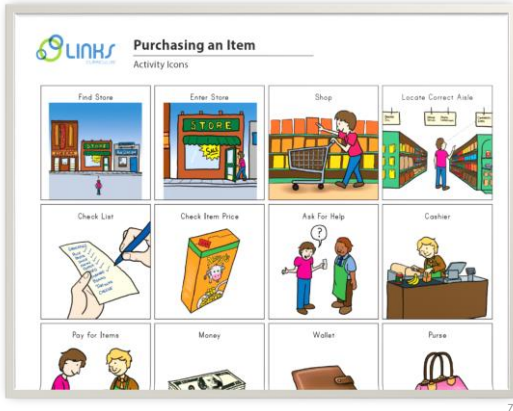 LINKS
CURRICULUM
Purchasing an Item
Activity Icons
Find Store
Enter Store
Shop
Locate Correct Aisle
STORE
STORE
Check List
Check Item Price
Ask For Help
Cashier
?
Pay for Items
Money
Wallet
Purse
7